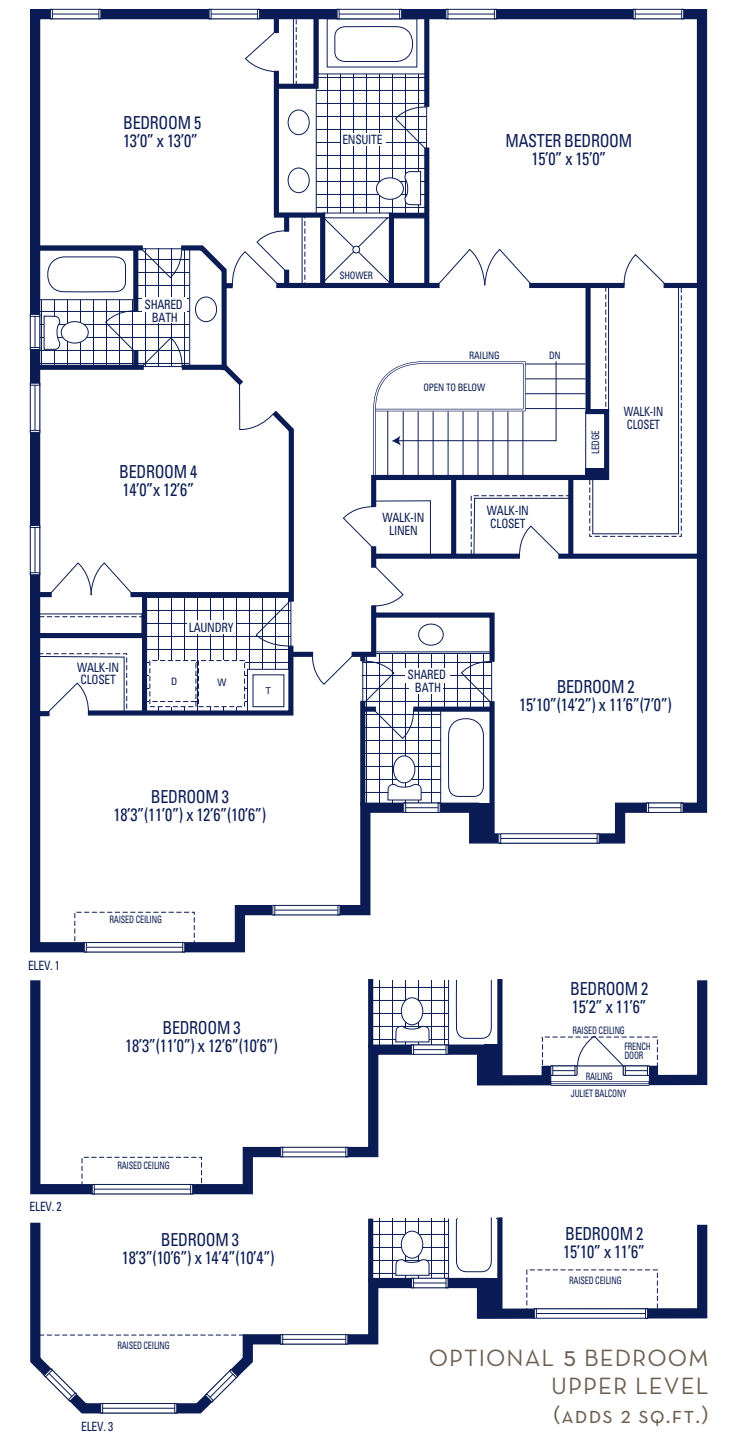 BEDROOM 5
13'0" x 13'0"
ENSUITE
MASTER BEDROOM
15'0" x 15'0"
SHOWER
SHARED
BATH
RAILING
DN
OPEN TO BELOW
WALK-IN
CLOSET
LEDGE
BEDROOM 4
14'0" x 12'6"
WALK-IN
LINEN
WALK-IN
CLOSET
LAUNDRY
D
W
T
WALK-IN
CLOSET
SHARED
BATH
BEDROOM 2
15'10"(14'2") x 11'6"(7'0")
BEDROOM 3
18'3"(11'0") x 12'6"(10'6")
RAISED CEILING
ELEV. 1
BEDROOM 2
15'2" x 11'6"
RAISED CEILING
FRENCH
DOOR
RAILING
JULIET BALCONY
BEDROOM 3
18'3"(11'0") x 12'6"(10'6")
RAISED CEILING
ELEV. 2
BEDROOM 3
18'3"(10'6") x 14'4"(10'4")
BEDROOM 2
15'10" x 11'6"
RAISED CEILING
RAISED CEILING
ELEV. 3
OPTIONAL 5 BEDROOM
UPPER LEVEL
(ADDS 2 SQ.FT.)